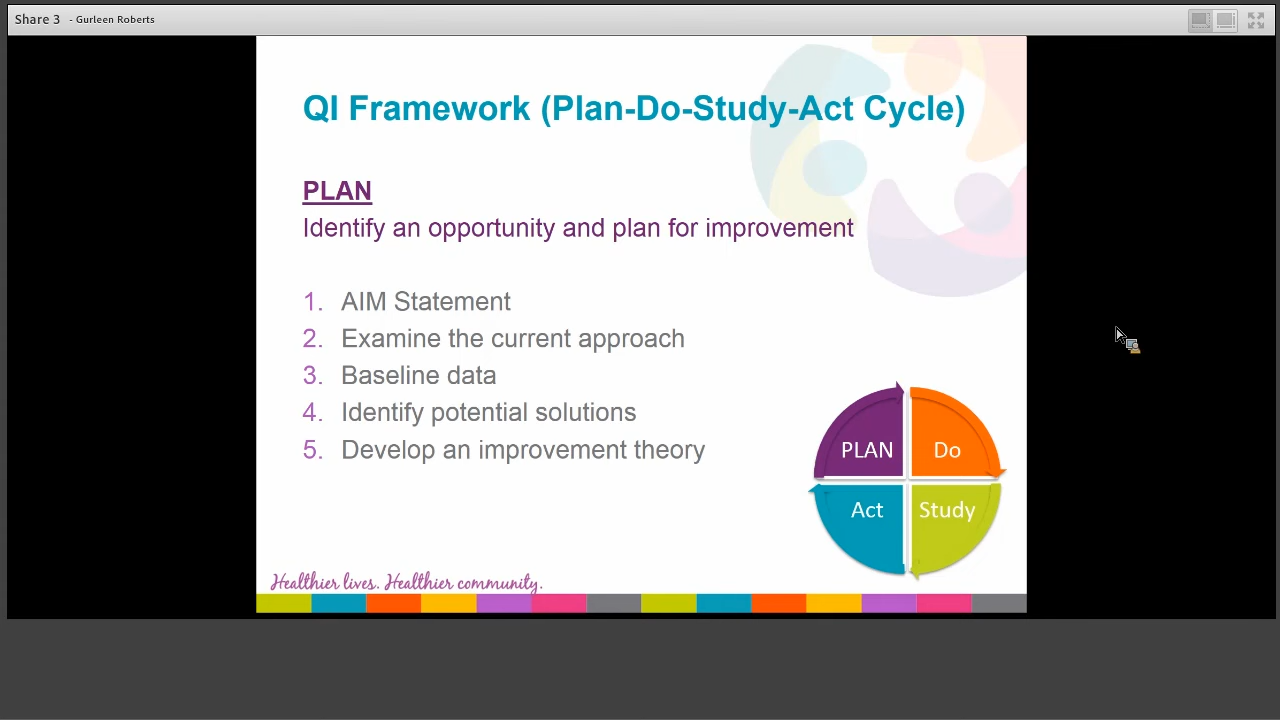 Share 3 - Gurleen Roberts
QI Framework (Plan-Do-Study-Act Cycle)
PLAN
Identify an opportunity and plan for improvement
1. AIM Statement
2. Examine the current approach
3. Baseline data
4. Identify potential solutions
5. Develop an improvement theory
PLAN Do
Act Study
Healthier lives. Healthier community.